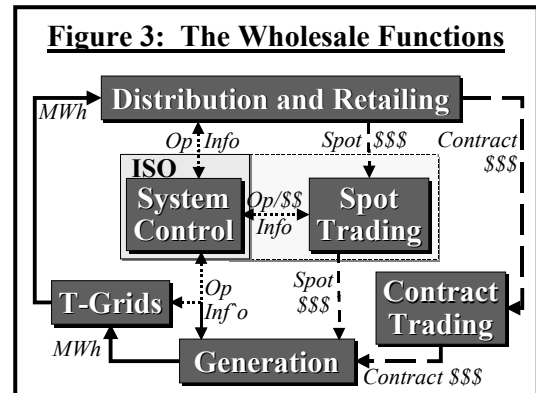 Figure 3: The Wholesale Functions
Distribution and Retailing
MWh
Op Info
Spot $$$
Contract
$$$
ISO
System
Control
Op/$$
Info
Spot
Trading
Op
Inf`o
Spot
$$$
T-Grids
Contract
Trading
MWh
Generation
Contract $$$